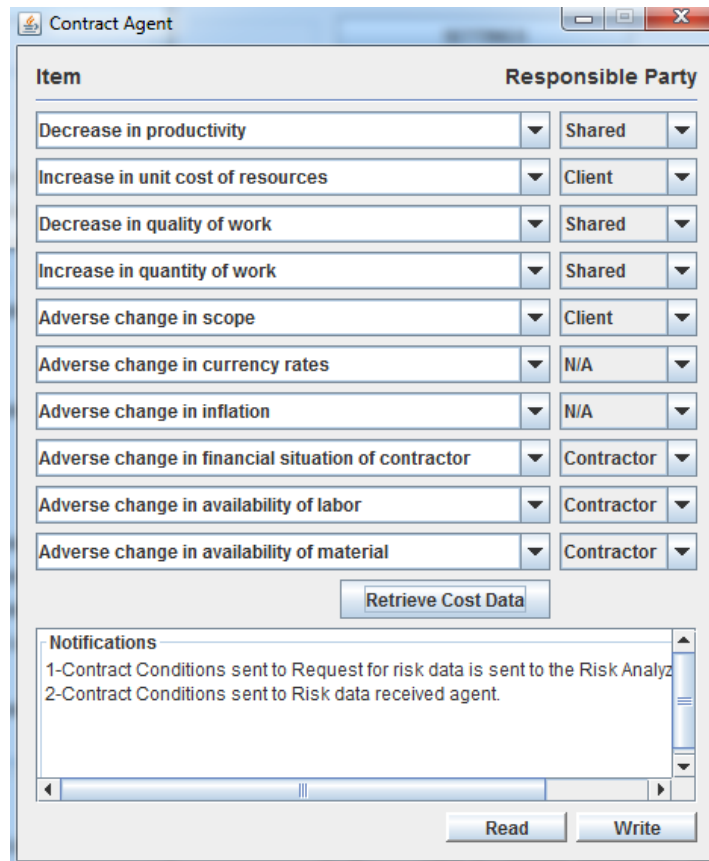 Contract Agent
Item Responsible Party
Decrease in productivity Shared
Increase in unit cost of resources Client
Decrease in quality of work Shared
Increase in quantity of work Shared
Adverse change in scope Client
Adverse change in currency rates N/A
Adverse change in inflation N/A
Adverse change in financial situation of contractor Contractor
Adverse change in availability of labor Contractor
Adverse change in availability of material Contractor
Retrieve Cost Data
Notifications
1-Contract Conditions sent to Request for risk data is sent to the Risk Analyz
2-Contract Conditions sent to Risk data received agent.
Read Write